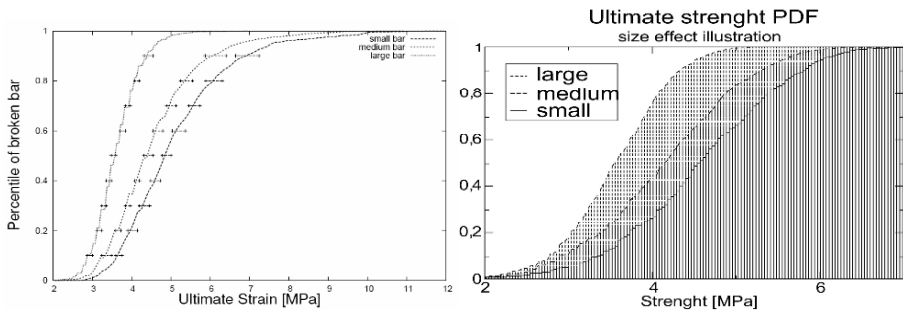 Percentile of broken bar
1
0.8
0.6
0.4
0.2
0
2 3 4 5 6 7 8 9 10 11 12
Ultimate Strain [MPa]
small bar
medium bar
large bar
Ultimate strenght PDF
size effect illustration
large
medium
small
1
0,8
0,6
0,4
0,2
0
2 4 6
Strenght [MPa]